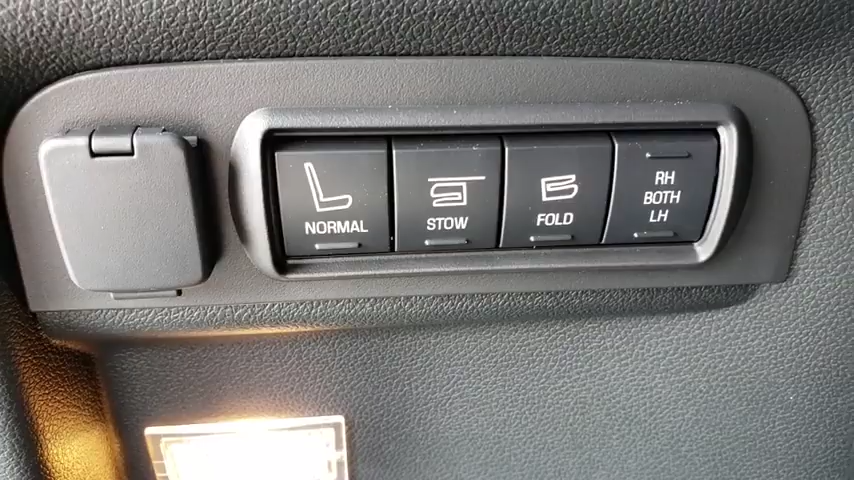 NORMAL
STOW
FOLD
RH
BOTH
LH